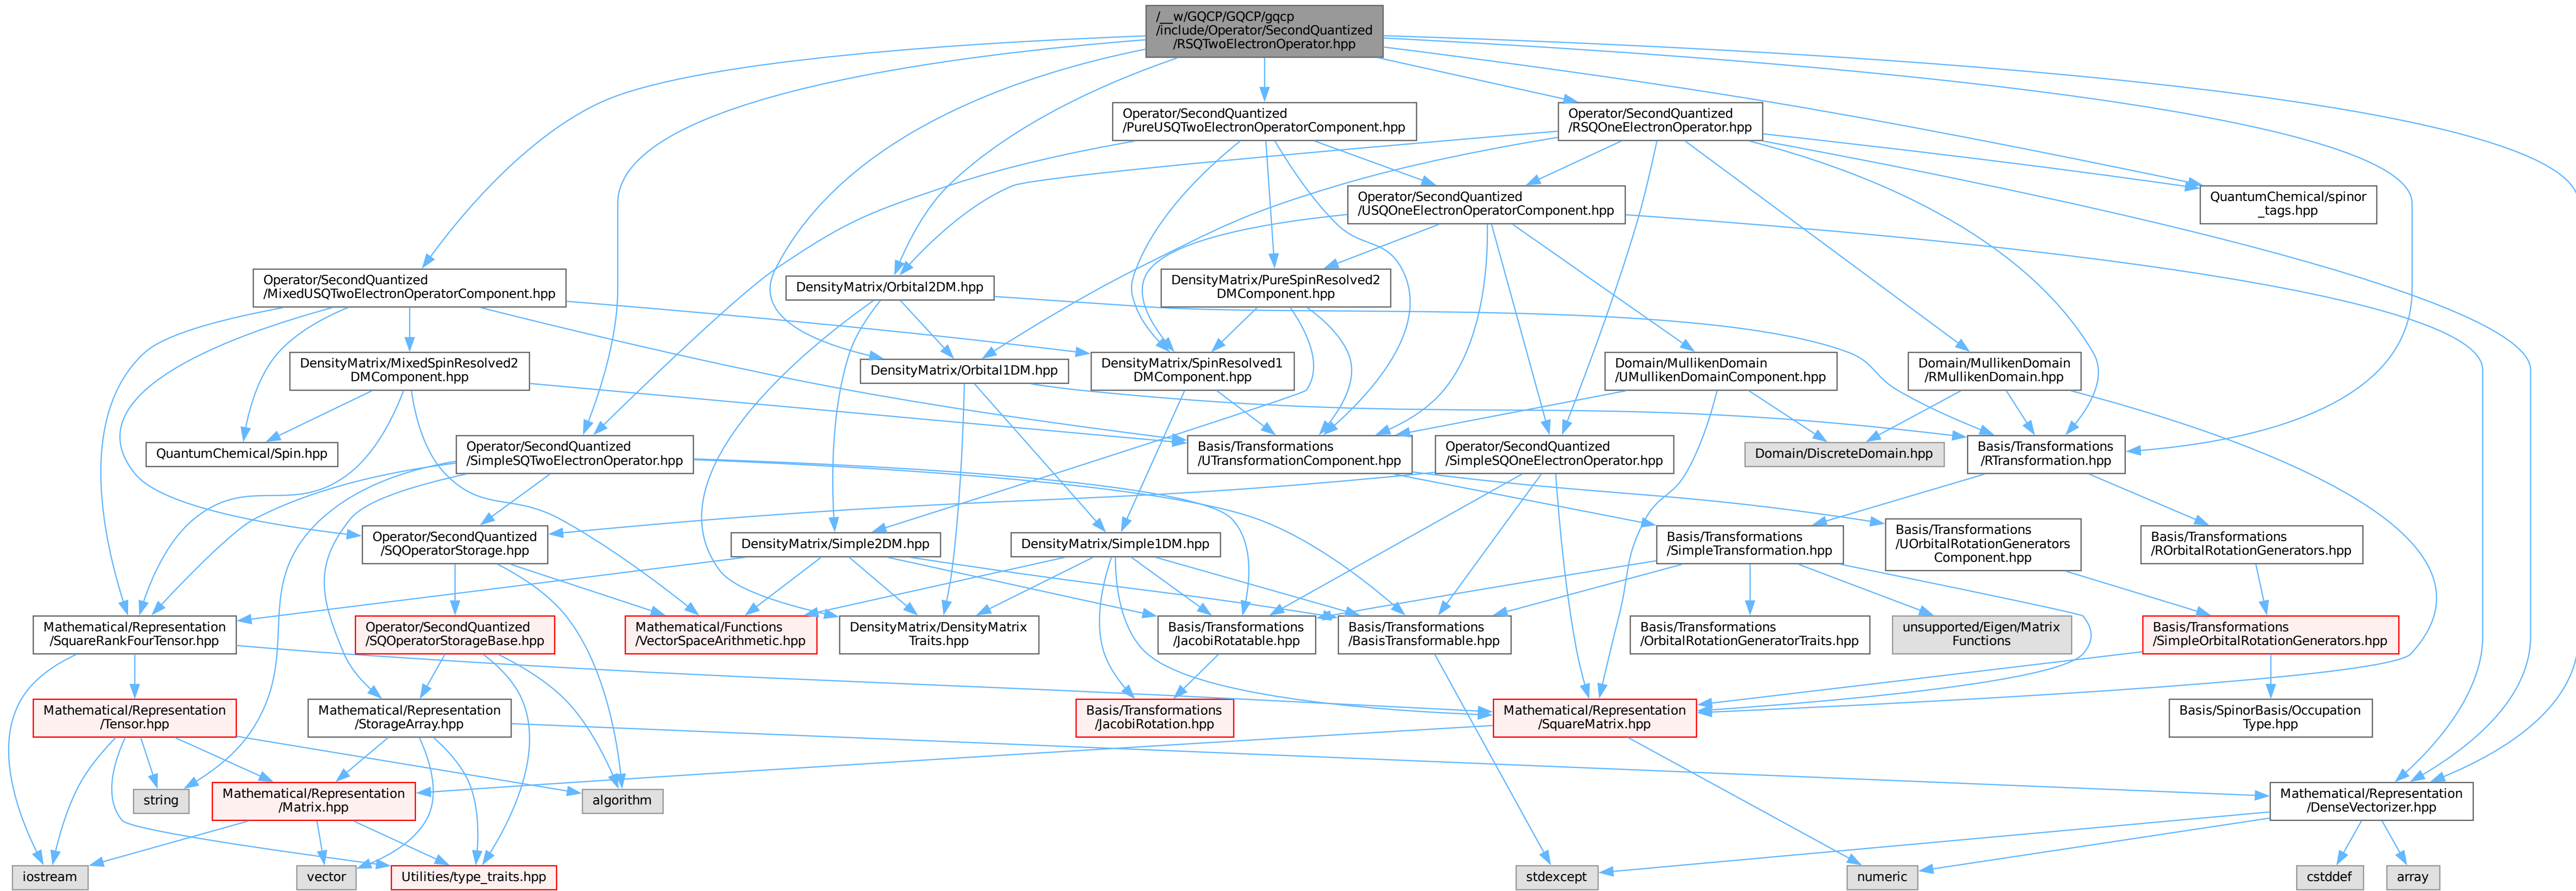 /__w/GQCP/GQCP/gqcp
/include/Operator/SecondQuantized
/RSQTwoElectronOperator.hpp
Operator/SecondQuantized
/PureUSQTwoElectronOperatorComponent.hpp
Operator/SecondQuantized
/RSQOneElectronOperator.hpp
Operator/SecondQuantized
/USQOneElectronOperatorComponent.hpp
QuantumChemical/spinor
_tags.hpp
Operator/SecondQuantized
/MixedUSQTwoElectronOperatorComponent.hpp
DensityMatrix/Orbital2DM.hpp
DensityMatrix/PureSpinResolved2
DMComponent.hpp
DensityMatrix/MixedSpinResolved2
DMComponent.hpp
DensityMatrix/Orbital1DM.hpp
DensityMatrix/SpinResolved1
DMComponent.hpp
Domain/MullikenDomain
/UMullikenDomainComponent.hpp
Domain/MullikenDomain
/RMullikenDomain.hpp
QuantumChemical/Spin.hpp
Operator/SecondQuantized
/SimpleSQTwoElectronOperator.hpp
Basis/Transformations
/UTransformationComponent.hpp
Operator/SecondQuantized
/SimpleSQOneElectronOperator.hpp
Domain/DiscreteDomain.hpp
Basis/Transformations
/RTransformation.hpp
Operator/SecondQuantized
/SQOperatorStorage.hpp
DensityMatrix/Simple2DM.hpp
DensityMatrix/Simple1DM.hpp
Basis/Transformations
/SimpleTransformation.hpp
Basis/Transformations
/UOrbitalRotationGenerators
Component.hpp
Basis/Transformations
/ROrbitalRotationGenerators.hpp
Mathematical/Representation
/SquareRankFourTensor.hpp
Operator/SecondQuantized
/SQOperatorStorageBase.hpp
Mathematical/Functions
/VectorSpaceArithmetic.hpp
DensityMatrix/DensityMatrix
Traits.hpp
Basis/Transformations
/JacobiRotatable.hpp
Basis/Transformations
/BasisTransformable.hpp
Basis/Transformations
/OrbitalRotationGeneratorTraits.hpp
unsupported/Eigen/Matrix
Functions
Basis/Transformations
/SimpleOrbitalRotationGenerators.hpp
Mathematical/Representation
/Tensor.hpp
Mathematical/Representation
/StorageArray.hpp
Basis/Transformations
/JacobiRotation.hpp
Mathematical/Representation
/SquareMatrix.hpp
Basis/SpinorBasis/Occupation
Type.hpp
string
Mathematical/Representation
/Matrix.hpp
algorithm
Mathematical/Representation
/DenseVectorizer.hpp
iostream
vector
Utilities/type_traits.hpp
stdexcept
numeric
cstddef
array